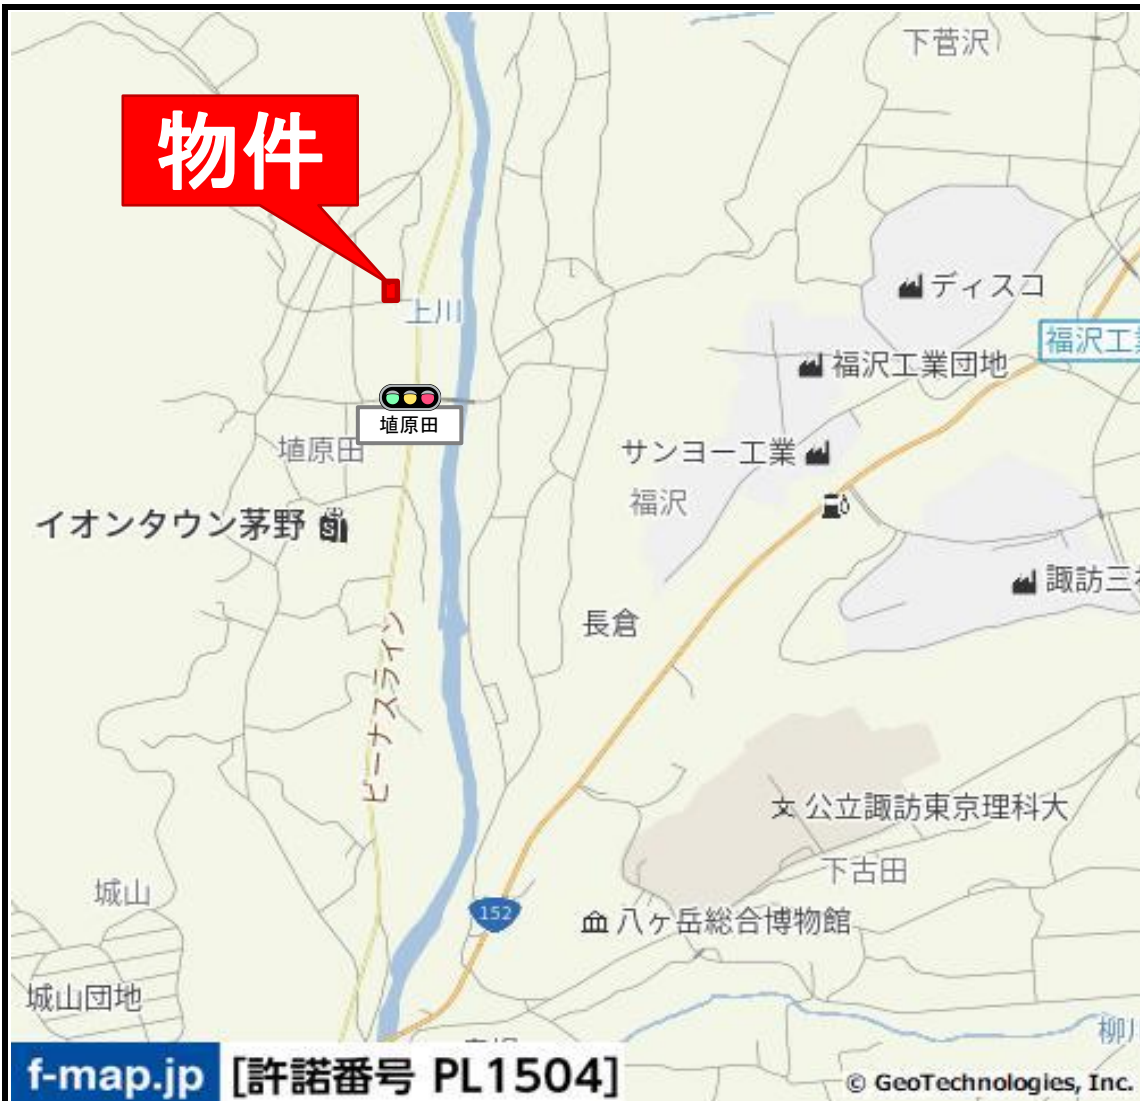 下菅沢
物件
ディスコ
上川
福沢工
福沢工業団地
埴原田
埴原田
サンヨー工業
福沢
イオンタウン茅野
諏訪三
長倉
ビーナスライン
公立諏訪東京理科大
下古田
城山
152
八ヶ岳総合博物館
城山団地
柳川
f-map.jp [許諾番号 PL1504]
© GeoTechnologies, Inc.